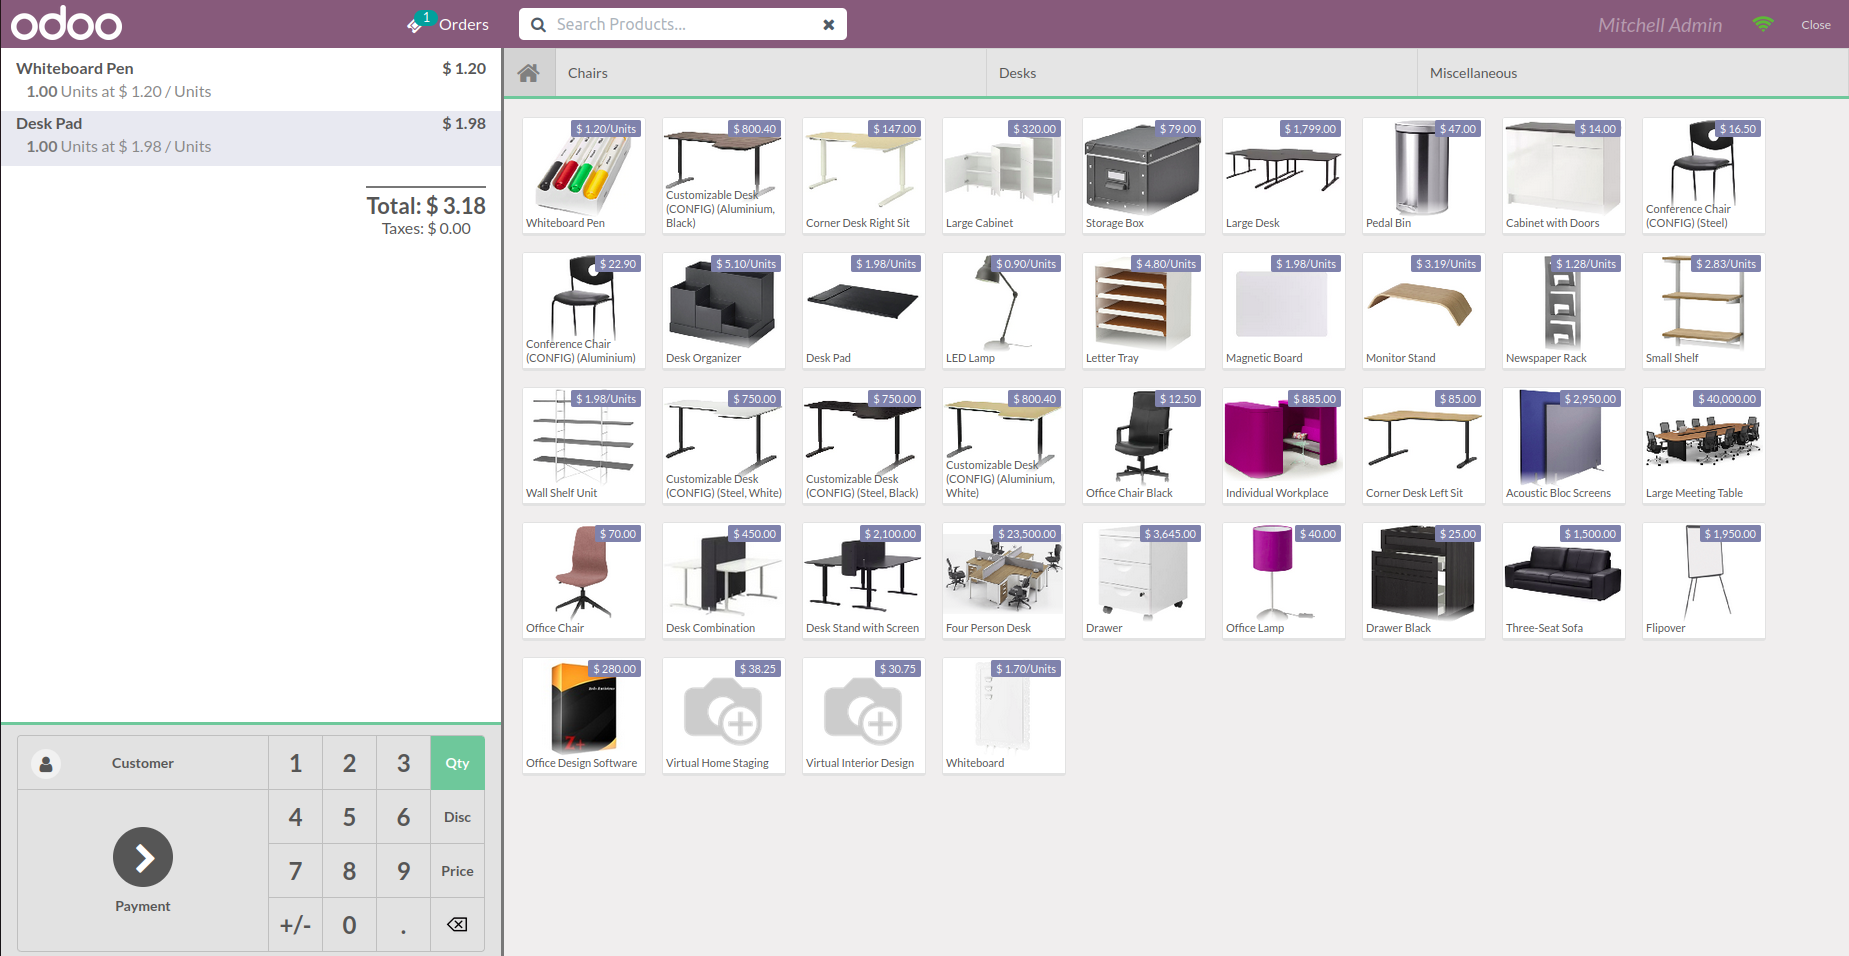 odoo
1
Orders
Search Products...
Mitchell Admin
Close
Whiteboard Pen $ 1.20
1.00 Units at $ 1.20 / Units
Desk Pad $ 1.98
1.00 Units at $ 1.98 / Units
Total: $ 3.18
Taxes: $ 0.00
Customer
1 2 3 Qty
4 5 6 Disc
7 8 9 Price
+/- 0 .
Payment
Chairs
Desks
Miscellaneous
$ 1.20/Units
Whiteboard Pen
$ 800.40
Customizable Desk
(CONFIG) (Aluminium,
Black)
$ 147.00
Corner Desk Right Sit
$ 320.00
Large Cabinet
$ 79.00
Storage Box
$ 1,799.00
Large Desk
$ 47.00
Pedal Bin
$ 14.00
Cabinet with Doors
$ 16.50
Conference Chair
(CONFIG) (Steel)
$ 22.90
Conference Chair
(CONFIG) (Aluminium)
$ 5.10/Units
Desk Organizer
$ 1.98/Units
Desk Pad
$ 0.90/Units
LED Lamp
$ 4.80/Units
Letter Tray
$ 1.98/Units
Magnetic Board
$ 3.19/Units
Monitor Stand
$ 1.28/Units
Newspaper Rack
$ 2.83/Units
Small Shelf
$ 1.98/Units
Wall Shelf Unit
$ 750.00
Customizable Desk
(CONFIG) (Steel, White)
$ 750.00
Customizable Desk
(CONFIG) (Steel, Black)
$ 800.40
Customizable Desk
(CONFIG) (Aluminium,
White)
$ 12.50
Office Chair Black
$ 885.00
Individual Workplace
$ 85.00
Corner Desk Left Sit
$ 2,950.00
Acoustic Bloc Screens
$ 40,000.00
Large Meeting Table
$ 70.00
Office Chair
$ 450.00
Desk Combination
$ 2,100.00
Desk Stand with Screen
$ 23,500.00
Four Person Desk
$ 3,645.00
Drawer
$ 40.00
Office Lamp
$ 25.00
Drawer Black
$ 1,500.00
Three-Seat Sofa
$ 1,950.00
Flipover
$ 280.00
Z+
Office Design Software
$ 38.25
Virtual Home Staging
$ 30.75
Virtual Interior Design
$ 1.70/Units
Whiteboard